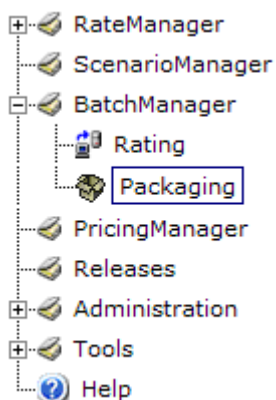 RateManager
ScenarioManager
BatchManager
Rating
Packaging
PricingManager
Releases
Administration
Tools
Help